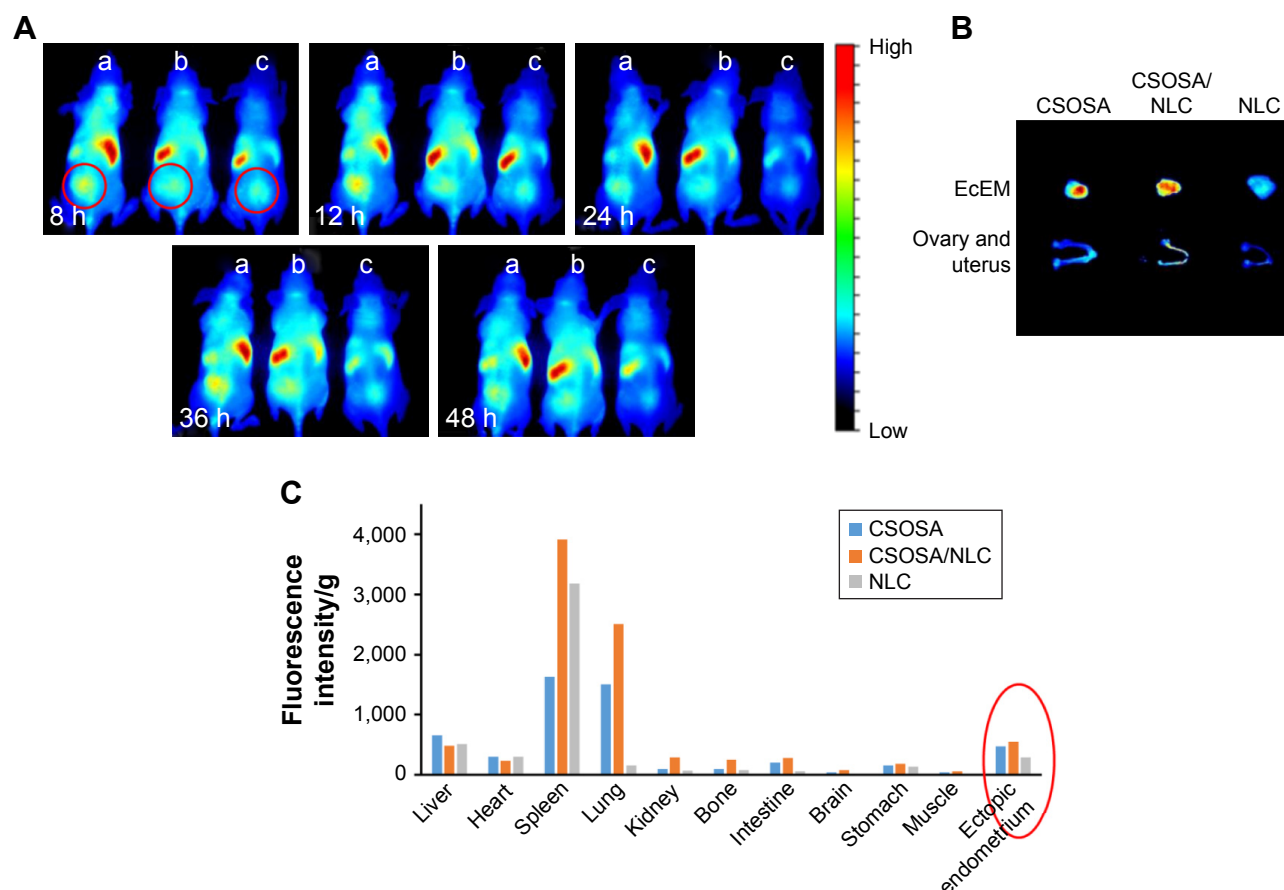 A
a b c
8 h
a b c
12 h
a b c
24 h
a b c
36 h
a b c
48 h
High
Low
B
CSOSA
CSOSA/
NLC
NLC
EcEM
Ovary and
uterus
C
Fluorescence
intensity/g
4,000
3,000
2,000
1,000
0
CSOSA
CSOSA/NLC
NLC
Liver
Heart
Spleen
Lung
Kidney
Bone
Intestine
Brain
Stomach
Muscle
Ectopic
endometrium